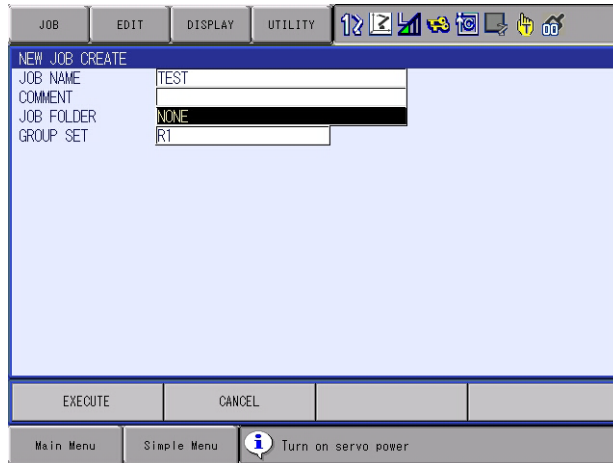 JOB EDIT DISPLAY UTILITY
NEW JOB CREATE
JOB NAME TEST
COMMENT
JOB FOLDER NONE
GROUP SET R1
EXECUTE CANCEL
Main Menu Simple Menu Turn on servo power